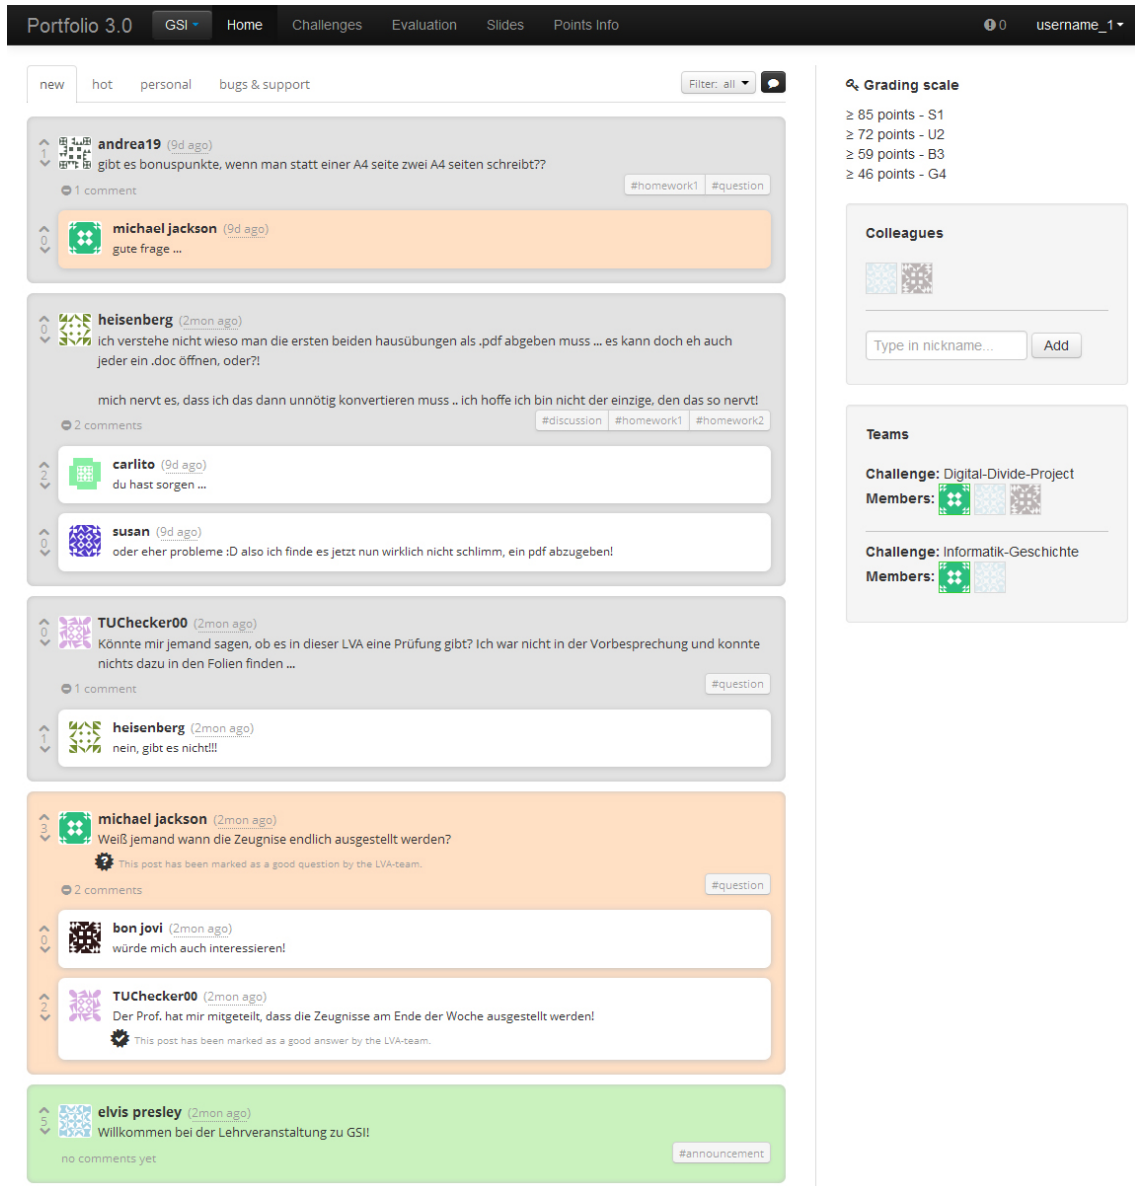 Portfolio 3.0 GSI Home Challenges Evaluation Slides Points Info 0 username_1
new hot personal bugs & support Filter: all
1
andrea19 (9d ago)
gibt es bonuspunkte, wenn man statt einer A4 seite zwei A4 seiten schreibt??
1 comment
#homework1 #question
0
michael jackson (9d ago)
gute frage ...
0
heisenberg (2mon ago)
ich verstehe nicht wieso man die ersten beiden hausübungen als .pdf abgeben muss ... es kann doch eh auch
jeder ein .doc öffnen, oder?!
mich nervt es, dass ich das dann unnötig konvertieren muss .. ich hoffe ich bin nicht der einzige, den das so nervt!
2 comments
#discussion #homework1 #homework2
2
carlito (9d ago)
du hast sorgen ...
0
susan (9d ago)
oder eher probleme :D also ich finde es jetzt nun wirklich nicht schlimm, ein pdf abzugeben!
0
TUChecker00 (2mon ago)
Könnte mir jemand sagen, ob es in dieser LVA eine Prüfung gibt? Ich war nicht in der Vorbesprechung und konnte
nichts dazu in den Folien finden ...
1 comment
#question
1
heisenberg (2mon ago)
nein, gibt es nicht!!!
3
michael jackson (2mon ago)
Weiß jemand wann die Zeugnise endlich ausgestellt werden?
This post has been marked as a good question by the LVA-team.
2 comments
#question
0
bon jovi (2mon ago)
würde mich auch interessieren!
2
TUChecker00 (2mon ago)
Der Prof. hat mir mitgeteilt, dass die Zeugnisse am Ende der Woche ausgestellt werden!
This post has been marked as a good answer by the LVA-team.
5
elvis presley (2mon ago)
Willkommen bei der Lehrveranstaltung zu GSI!
no comments yet
#announcement
Grading scale
≥ 85 points - S1
≥ 72 points - U2
≥ 59 points - B3
≥ 46 points - G4
Colleagues
Type in nickname... Add
Teams
Challenge: Digital-Divide-Project
Members:
Challenge: Informatik-Geschichte
Members: